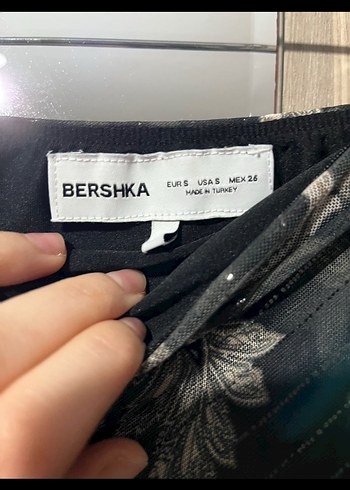 BERSHKA
EUR S USA S MEX 26
MADE IN TURKEY